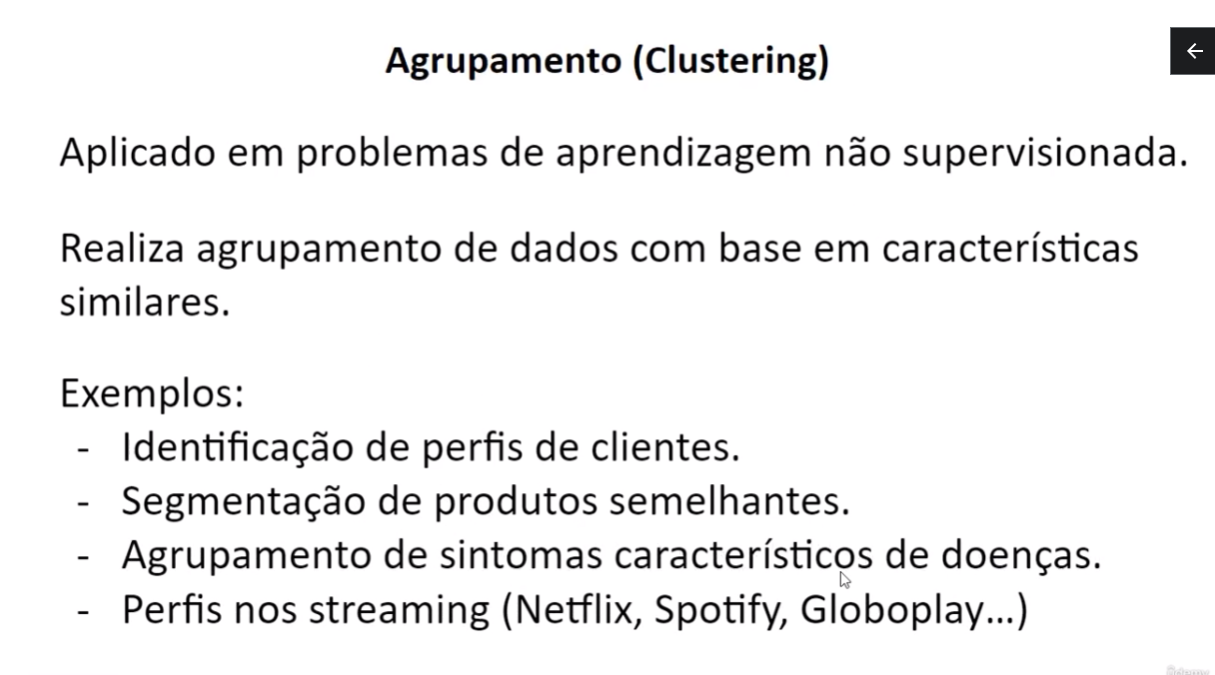 Agrupamento (Clustering)
Aplicado em problemas de aprendizagem não supervisionada.
Realiza agrupamento de dados com base em características
similares.
Exemplos:
- Identificação de perfis de clientes.
- Segmentação de produtos semelhantes.
- Agrupamento de sintomas característicos de doenças.
- Perfis nos streaming (Netflix, Spotify, Globoplay...)